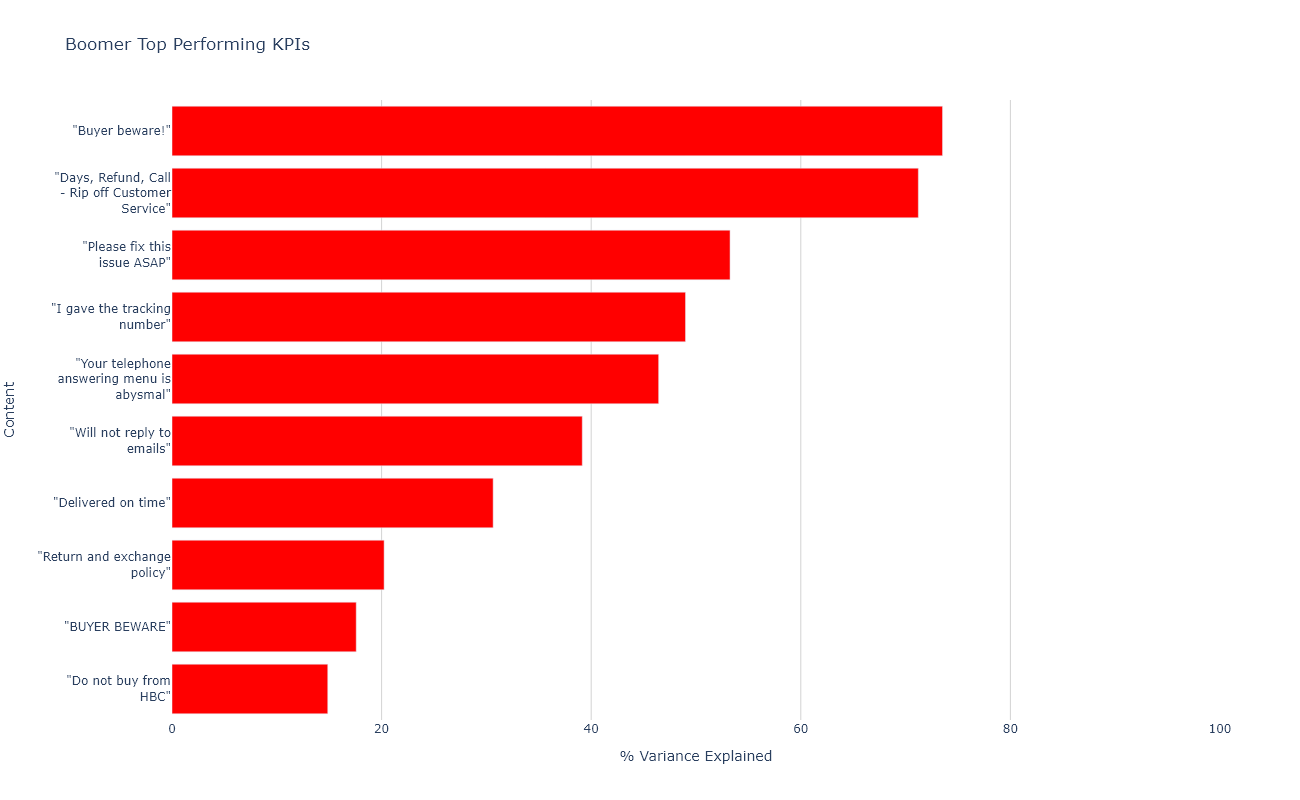 Boomer Top Performing KPIs
"Buyer beware!"
"Days, Refund, Call
- Rip off Customer
Service"
"Please fix this
issue ASAP"
"I gave the tracking
number"
"Your telephone
answering menu is
abysmal"
"Will not reply to
emails"
"Delivered on time"
"Return and exchange
policy"
"BUYER BEWARE"
"Do not buy from
HBC"
Content
0 20 40 60 80 100
% Variance Explained